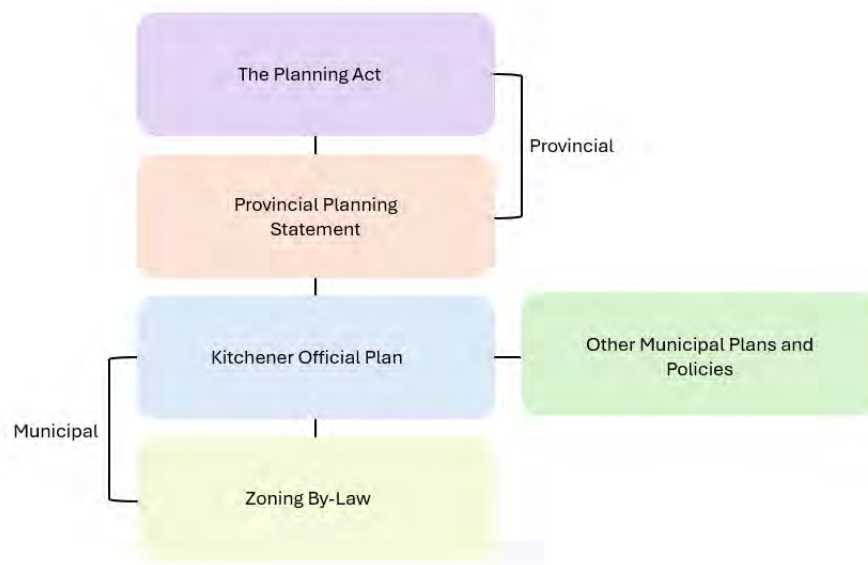 The Planning Act
Provincial
Provincial Planning
Statement
Kitchener Official Plan
Other Municipal Plans and
Policies
Municipal
Zoning By-Law